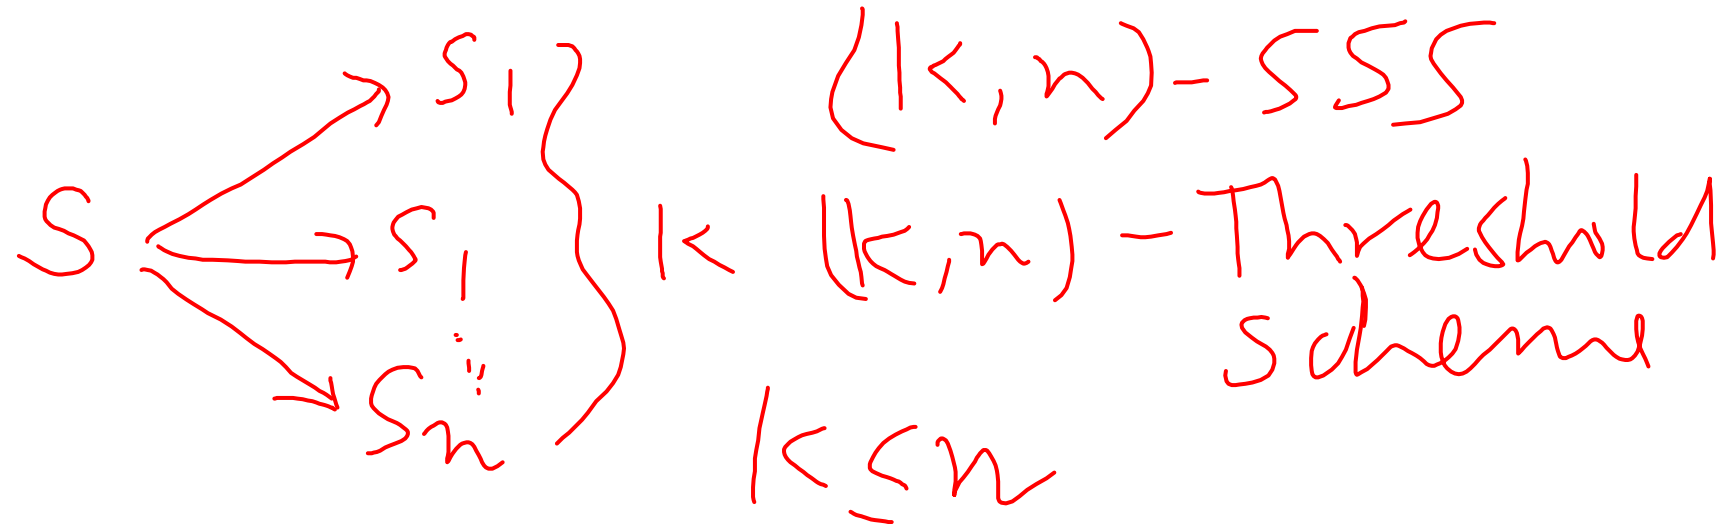 S
S1
S1
Sn
k
(k,n)-SSS
(k,n)-Threshold
scheme
k≤n